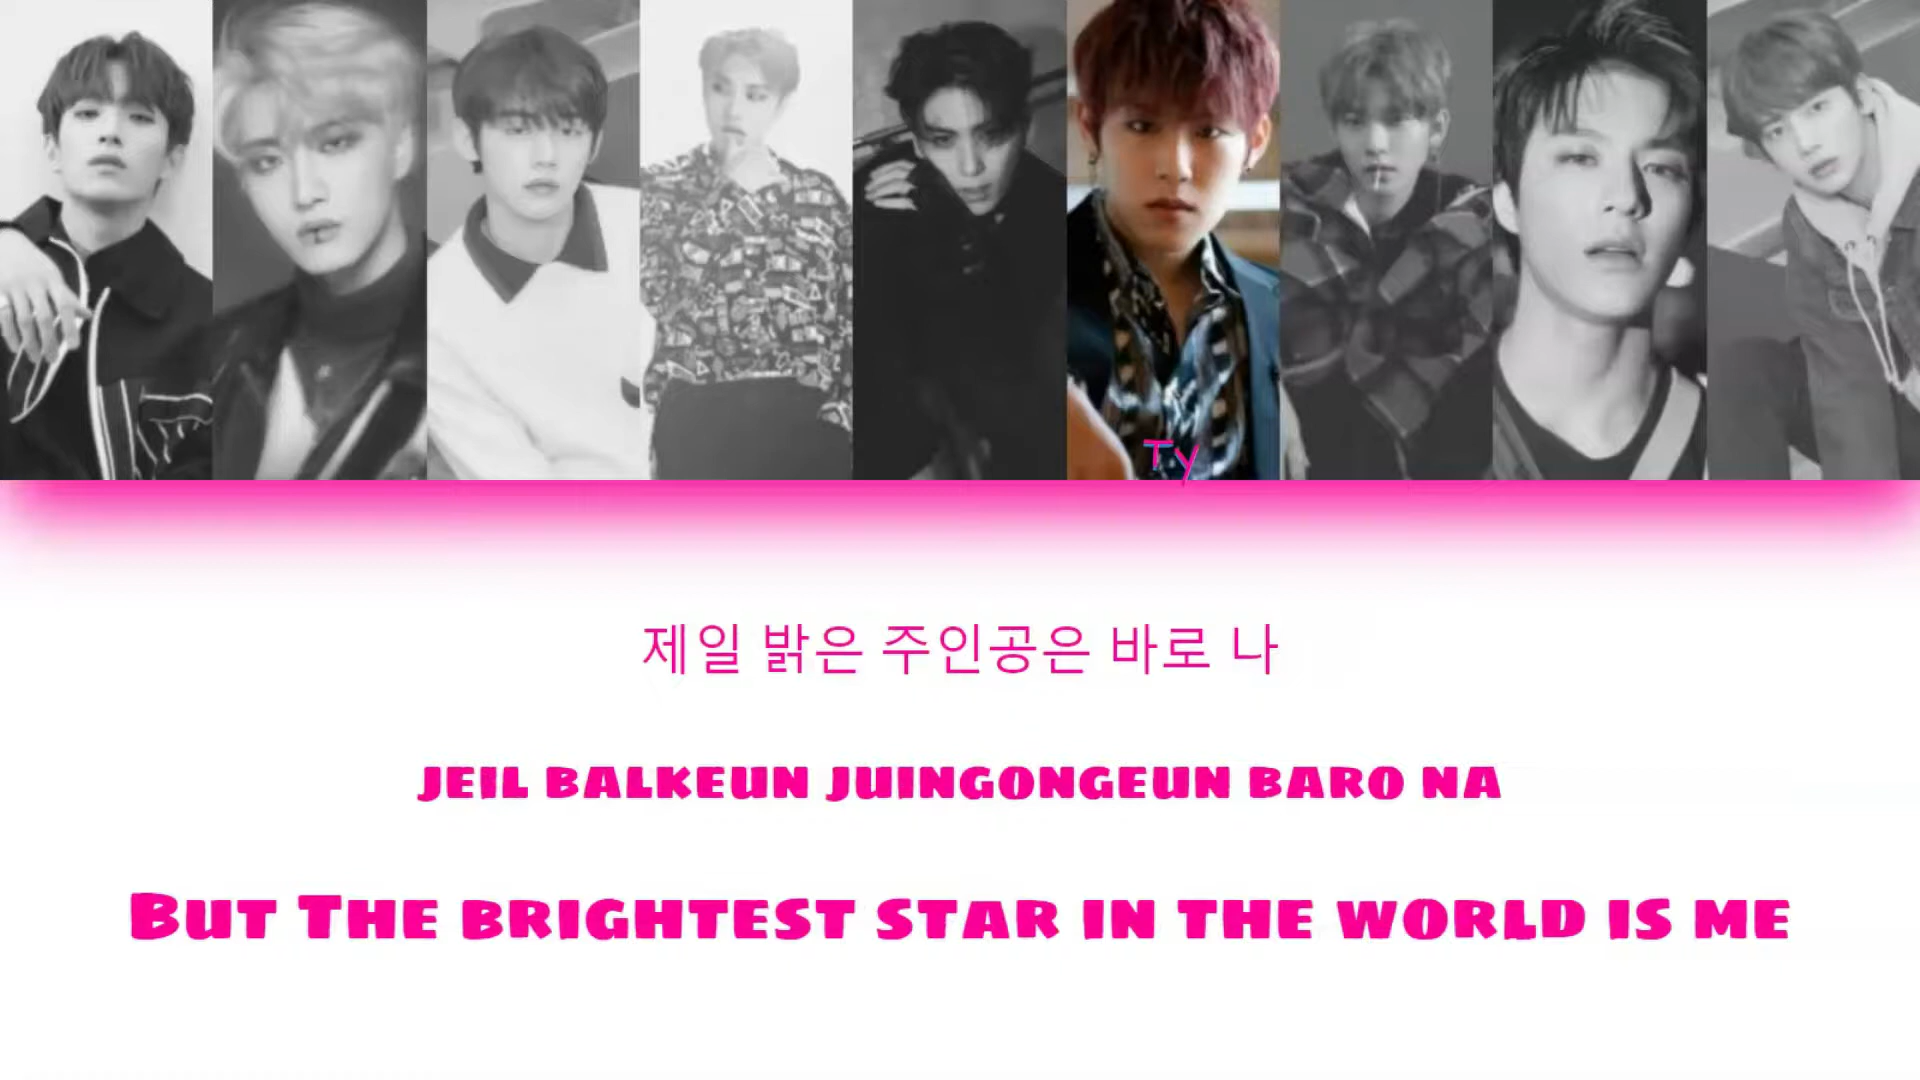 Ty
제일 밝은 주인공은 바로 나
JEIL BALKEUN JUINGONGEUN BARO NA
BUT THE BRIGHTEST STAR IN THE WORLD IS ME